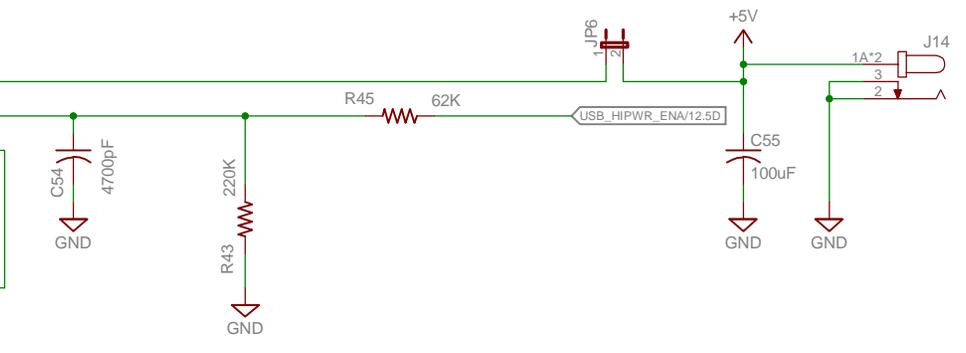 +5V
JP6
J14
1
2
1A*2
3
2
R45
62K
USB_HIPWR_ENA/12.5D
C55
100uF
C54
4700pF
220K
R43
GND
GND
GND
GND